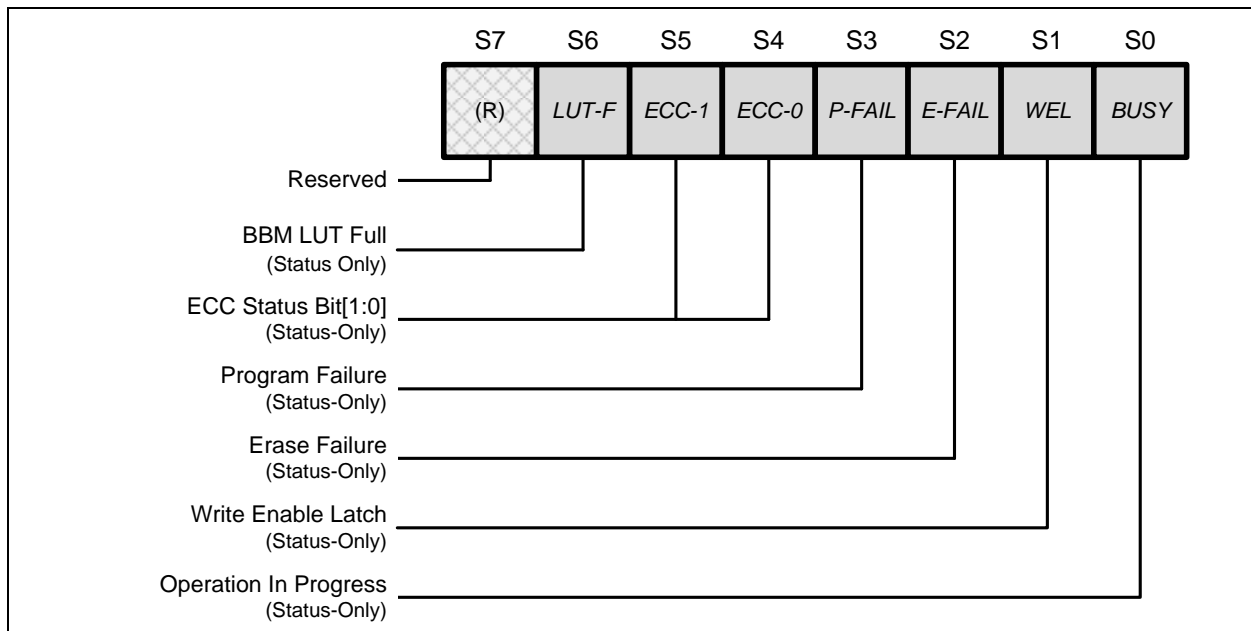 S7 S6 S5 S4 S3 S2 S1 S0
(R) LUT-F ECC-1 ECC-0 P-FAIL E-FAIL WEL BUSY
Reserved
BBM LUT Full
(Status Only)
ECC Status Bit[1:0]
(Status-Only)
Program Failure
(Status-Only)
Erase Failure
(Status-Only)
Write Enable Latch
(Status-Only)
Operation In Progress
(Status-Only)